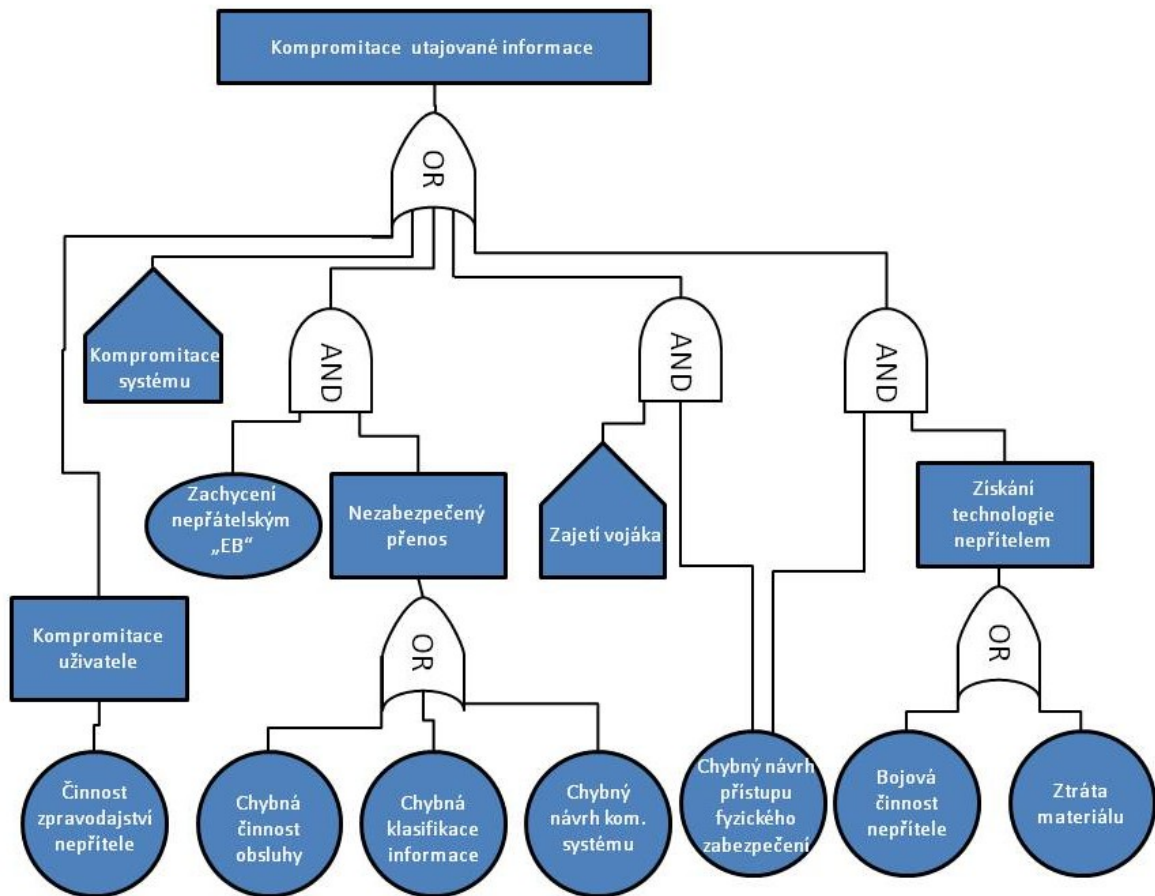 Kompromitace utajované informace
OR
Kompromitace
systému
AND
AND
AND
Zachycení
nepřátelským
„EB“
Nezabezpečený
přenos
Zajetí vojáka
Získání
technologie
nepřítelem
Kompromitace
uživatele
OR
OR
Činnost
zpravodajství
nepřítele
Chybná
činnost
obsluhy
Chybná
klasifikace
informace
Chybný
návrh kom.
systému
Chybný návrh
přístupu
fyzického
zabezpečení
Bojová
činnost
nepřítele
Ztráta
materiálu